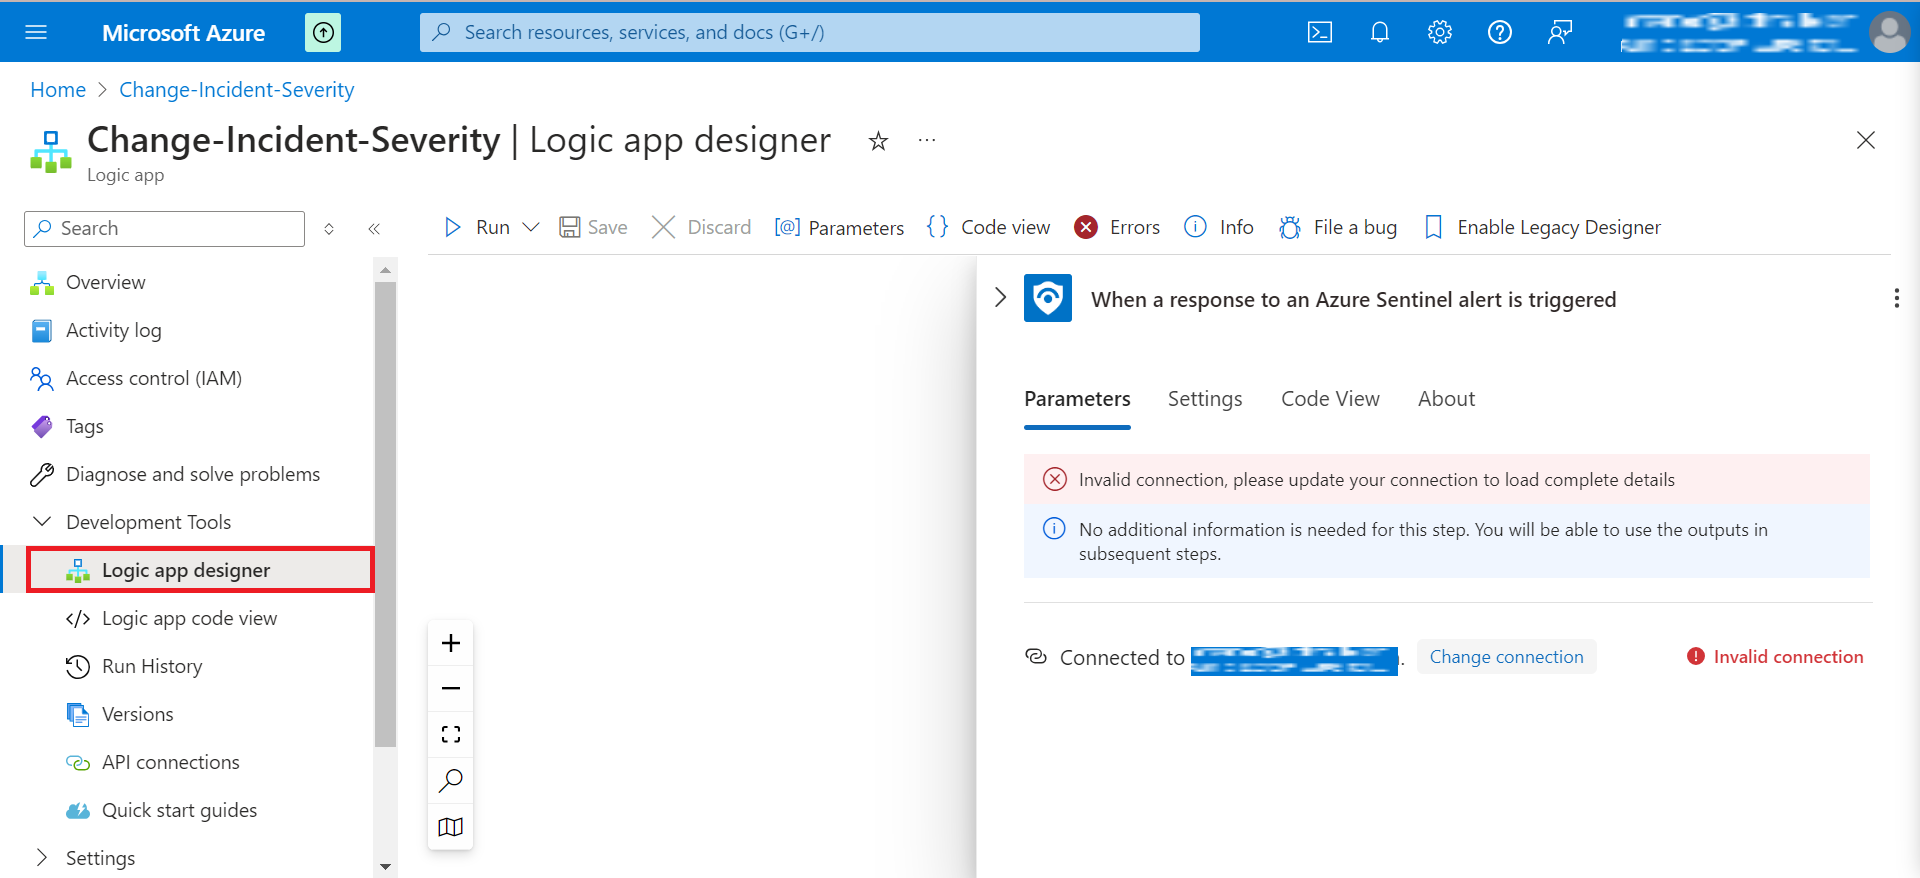 Microsoft Azure
Search resources, services, and docs (G+/)
Home > Change-Incident-Severity
Change-Incident-Severity | Logic app designer
Logic app
Search
Run
Save
Discard
Parameters
Code view
Errors
Info
File a bug
Enable Legacy Designer
Overview
Activity log
Access control (IAM)
Tags
Diagnose and solve problems
Development Tools
Logic app designer
Logic app code view
Run History
Versions
API connections
Quick start guides
Settings
When a response to an Azure Sentinel alert is triggered
Parameters
Settings
Code View
About
Invalid connection, please update your connection to load complete details
No additional information is needed for this step. You will be able to use the outputs in
subsequent steps.
Connected to
Change connection
Invalid connection